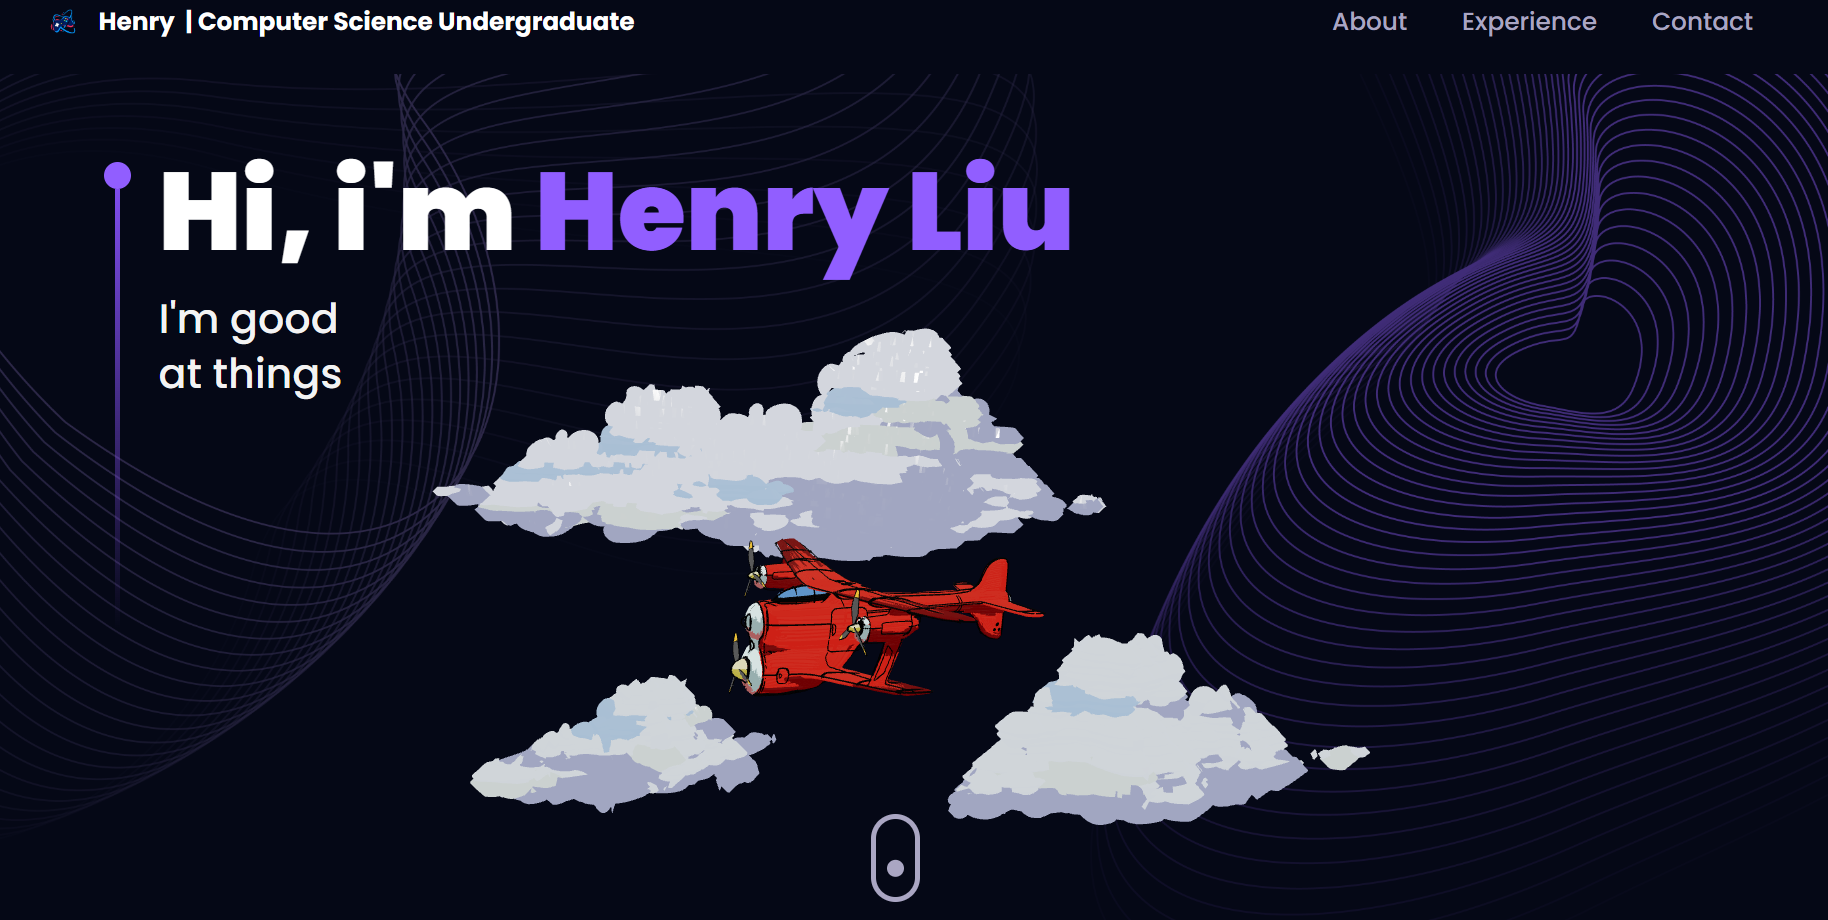 Henry | Computer Science Undergraduate
About
Experience
Contact
Hi, i'm Henry Liu
I'm good
at things